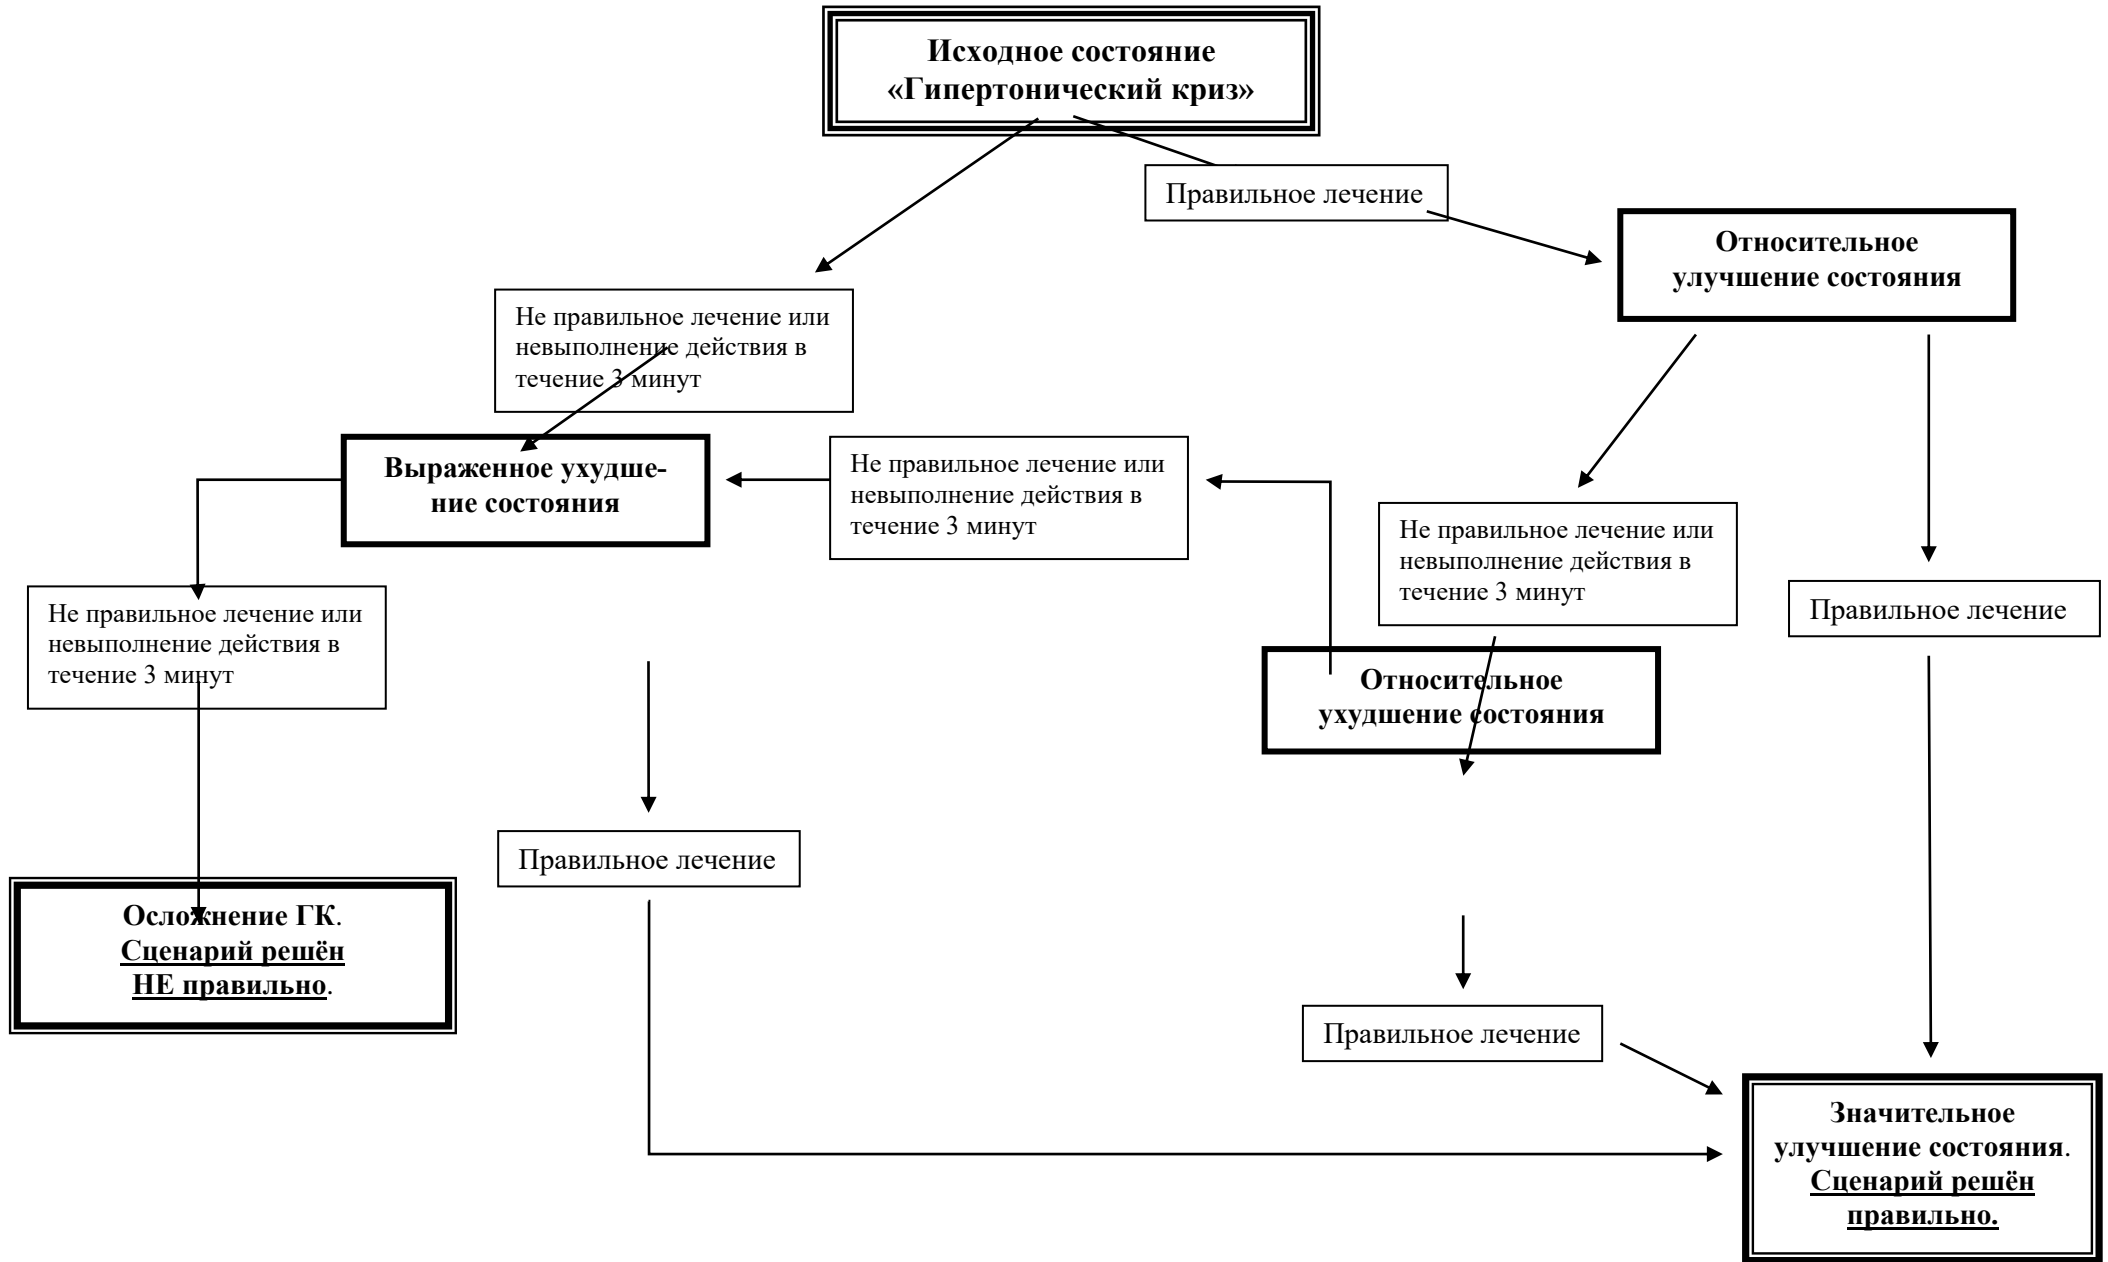 Исходное состояние
«Гипертонический криз»
Правильное лечение
Относительное
улучшение состояния
Не правильное лечение или
невыполнение действия в
течение 3 минут
Выраженное ухудше-
ние состояния
Не правильное лечение или
невыполнение действия в
течение 3 минут
Не правильное лечение или
невыполнение действия в
течение 3 минут
Правильное лечение
Не правильное лечение или
невыполнение действия в
течение 3 минут
Относительное
ухудшение состояния
Правильное лечение
Осложнение ГК.
Сценарий решён
НЕ правильно.
Правильное лечение
Значительное
улучшение состояния.
Сценарий решён
правильно.